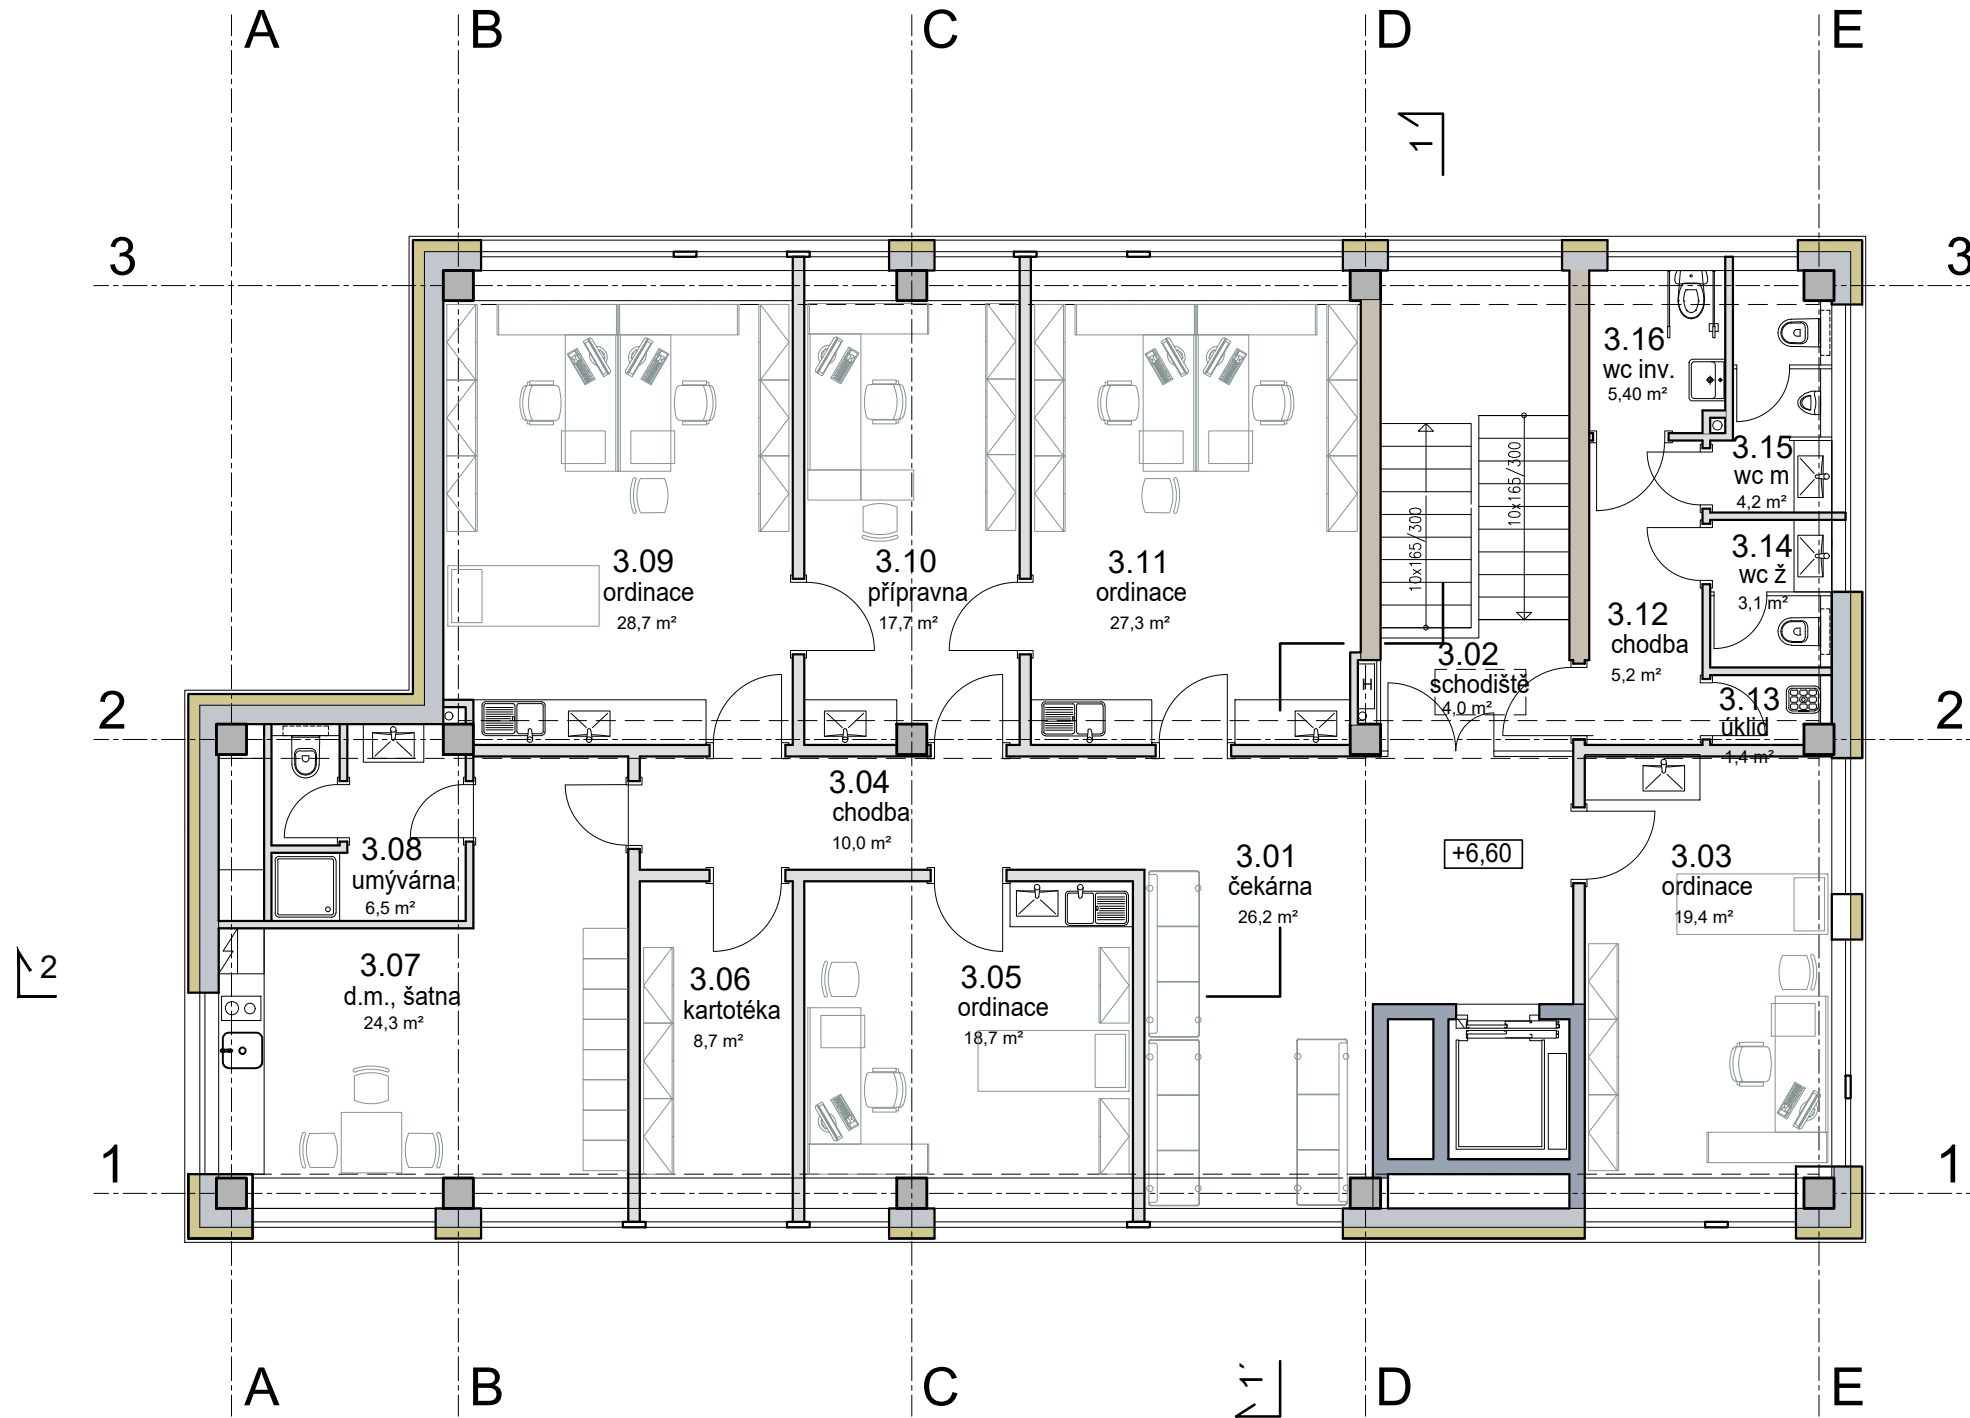 A
B
C
D
E
1
3
3
3.09
ordinace
28,7 m²
3.10
přípravna
17,7 m²
3.11
ordinace
27,3 m²
10x165/300
10x165/300
3.16
wc inv.
5,40 m²
3.15
wc m
4,2 m²
3.14
wc ž
3,1 m²
3.12
chodba
5,2 m²
3.02
schodiště
4,0 m²
H
3.13
úklid
1,4 m²
2
2
3.04
chodba
10,0 m²
3.08
umývárna
6,5 m²
3.01
čekárna
26,2 m²
+6,60
3.03
ordinace
19,4 m²
2
3.07
d.m., šatna
24,3 m²
3.06
kartotéka
8,7 m²
3.05
ordinace
18,7 m²
1
1
A
B
C
1'
D
E